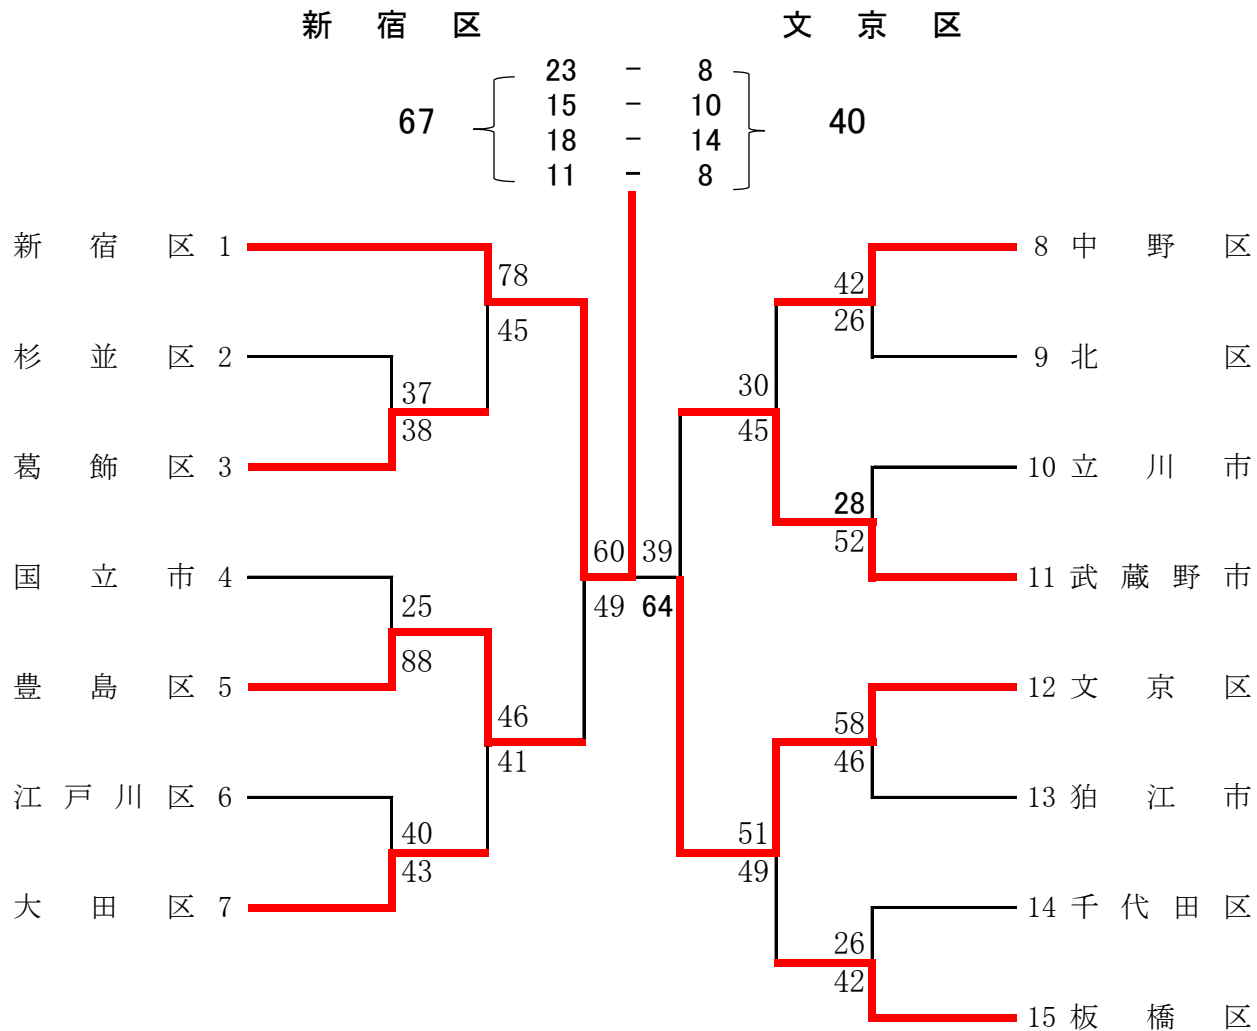 新宿区 文京区
23 － 8
15 － 10
67 40
18 － 14
11 － 8
新宿区 1 8 中野区
78 42
45 26
杉並区 2 9 北区
37 30
38 45
葛飾区 3 10 立川市
28
60 39 52
国立市 4 11 武蔵野市
25 49 64
88
豊島区 5 12 文京区
46 58
41 46
江戸川区 6 13 狛江市
40 51
43 49
大田区 7 14 千代田区
26
42
15 板橋区